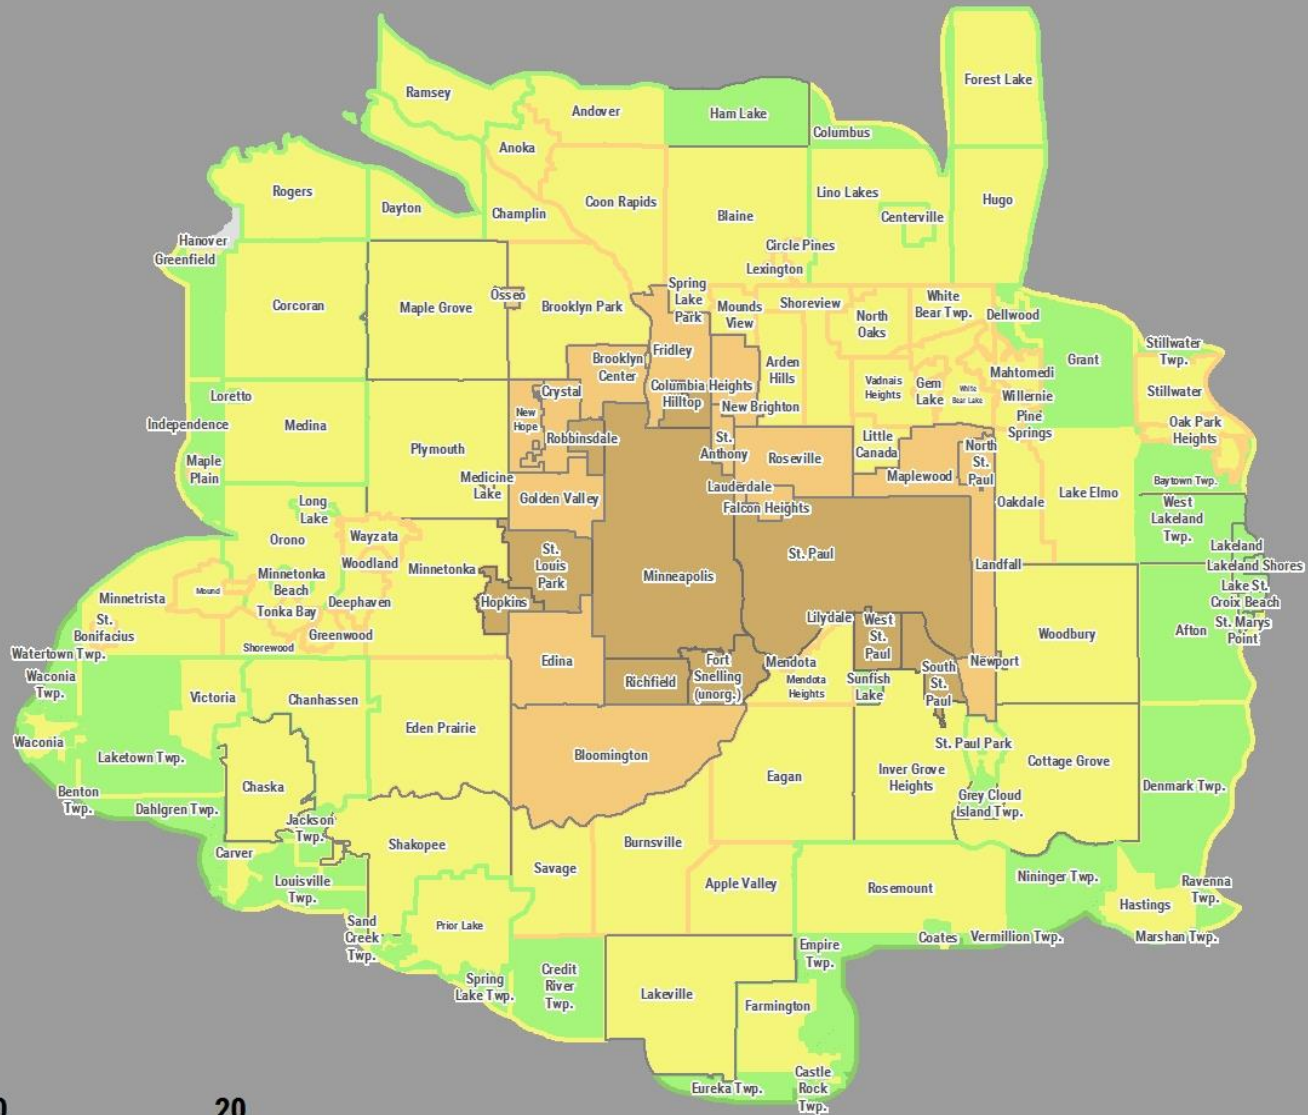 Forest Lake
Ramsey
Andover
Ham Lake
Columbus
Anoka
Rogers
Dayton
Champlin
Coon Rapids
Blaine
Lino Lakes
Centerville
Hugo
Hanover
Greenfield
Circle Pines
Lexington
Corcoran
Maple Grove
Osseo
Brooklyn Park
Spring
Lake
Park
Mounds
View
Shoreview
North
Oaks
White
Bear Twp.
Dellwood
Stillwater
Twp.
Brooklyn
Center
Fridley
Arden
Hills
Grant
Mahtomedi
Stillwater
Loretto
Crystal
Columbia Heights
Hilltop
New Brighton
Vadnais
Heights
Gem
Lake
White
Bear Lake
Willernie
Pine
Springs
Independence
Medina
New
Hope
Robbinsdale
St.
Anthony
Oak Park
Heights
Plymouth
Roseville
Little
Canada
North
St.
Paul
Maplewood
Maple
Plain
Medicine
Lake
Golden Valley
Lauderdale
Falcon Heights
Oakdale
Lake Elmo
Baytown Twp.
Long
Lake
West
Lakeland
Twp.
Orono
Wayzata
Woodland
St.
Louis
Park
St. Paul
Lakeland
Lakeland Shores
Minnetonka
Beach
Minnetonka
Minneapolis
Landfall
Lake St.
Croix Beach
Minnetrista
Mound
Tonka Bay
Deephaven
Hopkins
Lilydale
West
St.
Paul
St. Marys
Point
St.
Bonifacius
Greenwood
Shorewood
Woodbury
Afton
Watertown Twp.
Waconia
Twp.
Edina
Richfield
Fort
Snelling
(unorg.)
Mendota
Mendota
Heights
Sunfish
Lake
South
St.
Paul
Newport
Victoria
Chanhassen
Eden Prairie
Waconia
Laketown Twp.
Bloomington
St. Paul Park
Cottage Grove
Chaska
Eagan
Inver Grove
Heights
Denmark Twp.
Benton
Twp.
Dahlgren Twp.
Jackson
Twp.
Grey Cloud
Island Twp.
Carver
Shakopee
Burnsville
Savage
Louisville
Twp.
Apple Valley
Rosemount
Nininger Twp.
Ravenna
Twp.
Hastings
Sand
Creek
Twp.
Prior Lake
Coates
Vermillion Twp.
Marshan Twp.
Empire
Twp.
Spring
Lake Twp.
Credit
River
Twp.
Lakeville
Farmington
Castle
Rock
Twp.
Eureka Twp.
0
20